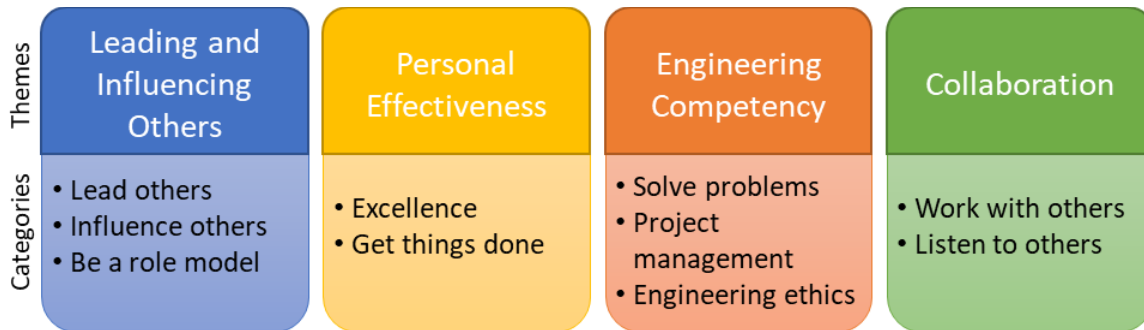 Themes
Leading and
Influencing
Others
Personal
Effectiveness
Engineering
Competency
Collaboration
Categories
• Lead others
• Influence others
• Be a role model
• Excellence
• Get things done
• Solve problems
• Project
management
• Engineering ethics
• Work with others
• Listen to others